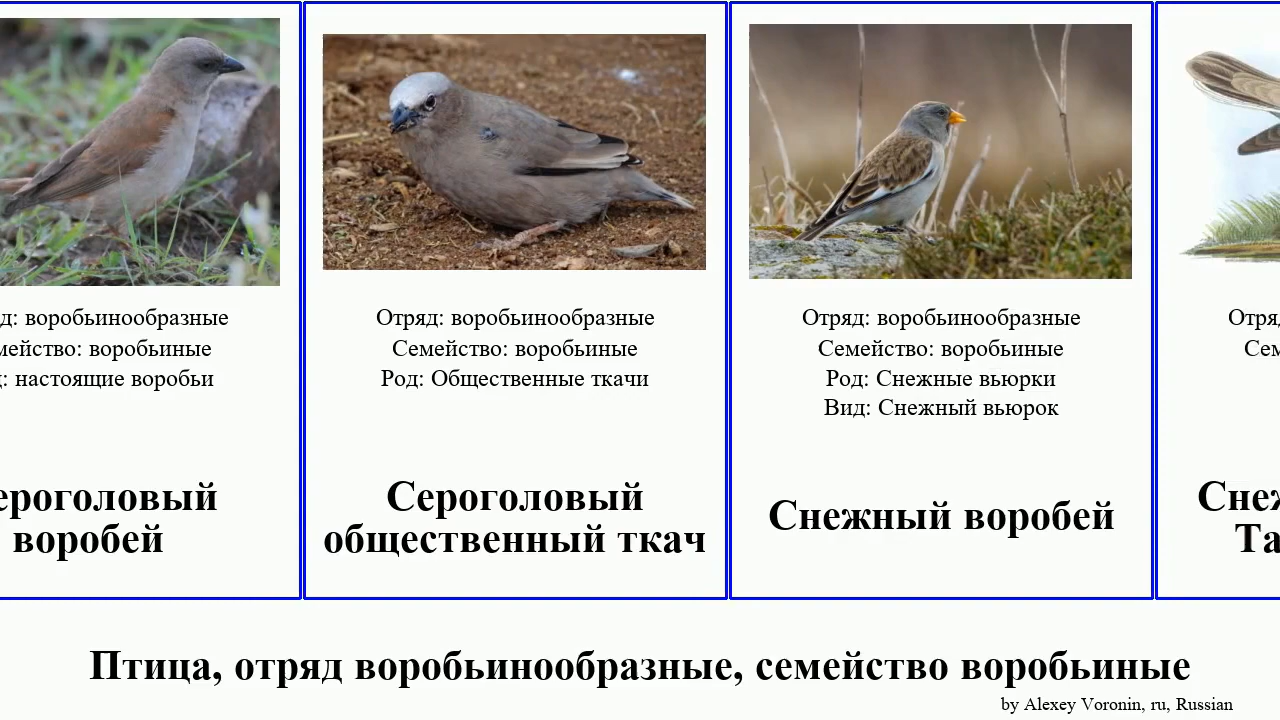 д: воробьинообразные
мейство: воробьиные
: настоящие воробьи
ероголовый
воробей
Отряд: воробьинообразные
Семейство: воробьиные
Род: Общественные ткачи
Сероголовый
общественный ткач
Отряд: воробьинообразные
Семейство: воробьиные
Род: Снежные вьюрки
Вид: Снежный вьюрок
Снежный воробей
Отря
Сем
Снеж
Та
Птица, отряд воробьинообразные, семейство воробьиные
by Alexey Voronin, ru, Russian